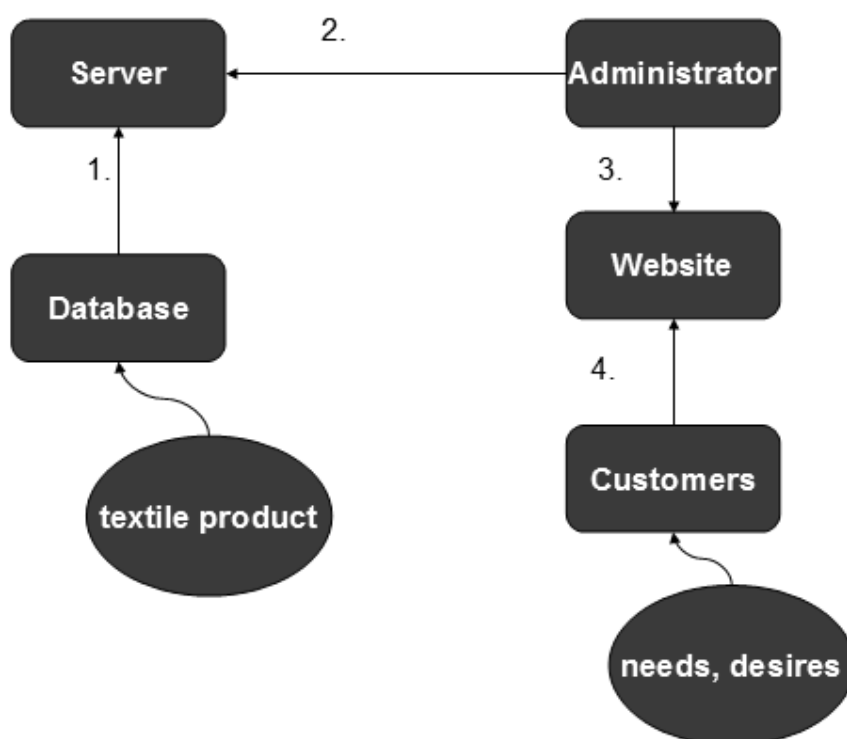 2.
Server
Administrator
1.
3.
Database
Website
4.
Customers
textile product
needs, desires